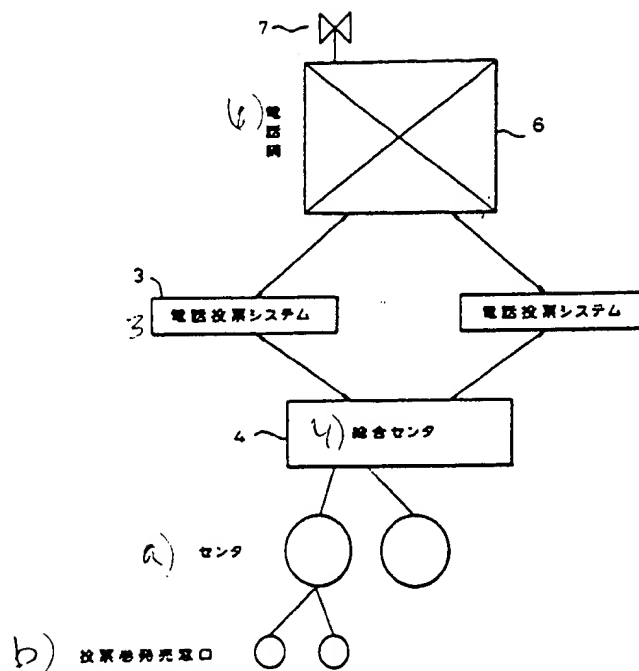 7
6) 電話網
6
3
3 電話投票システム
電話投票システム
4
4) 総合センタ
a) センタ
b) 投票券発売窓口